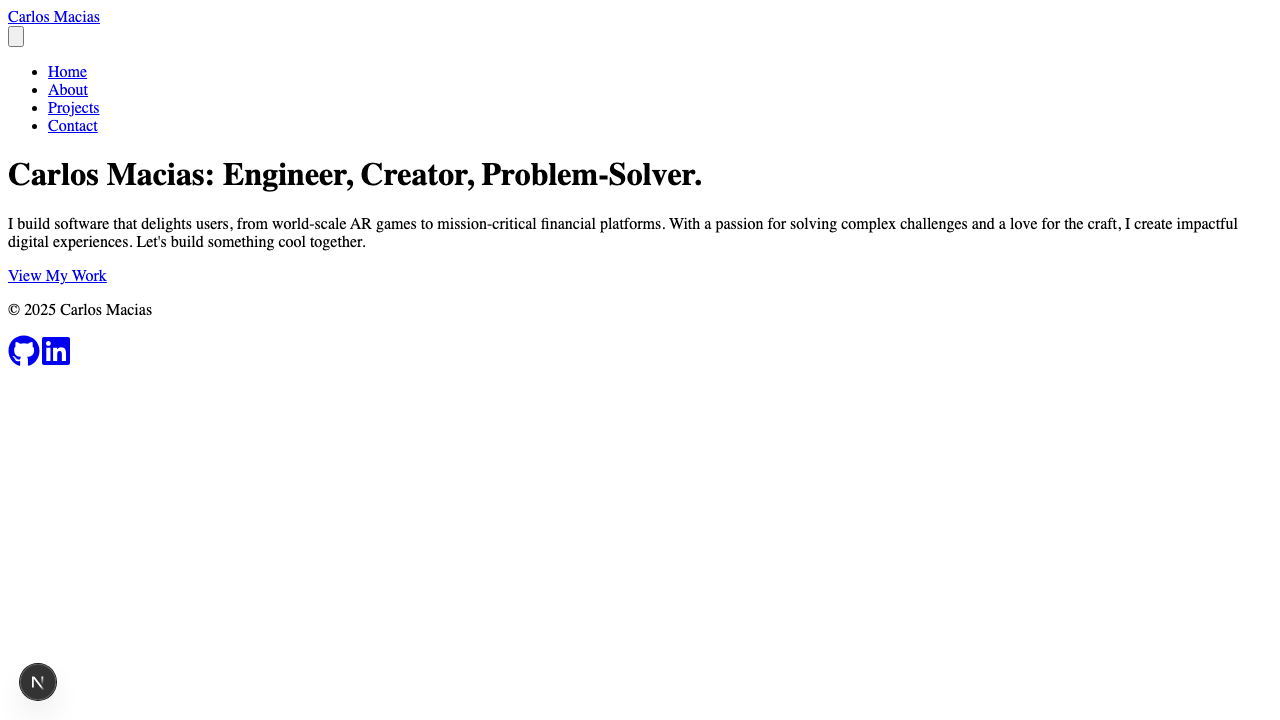 Carlos Macias
Home
About
Projects
Contact
Carlos Macias: Engineer, Creator, Problem-Solver.
I build software that delights users, from world-scale AR games to mission-critical financial platforms. With a passion for solving complex challenges and a love for the craft, I create impactful
digital experiences. Let's build something cool together.
View My Work
© 2025 Carlos Macias
in
N